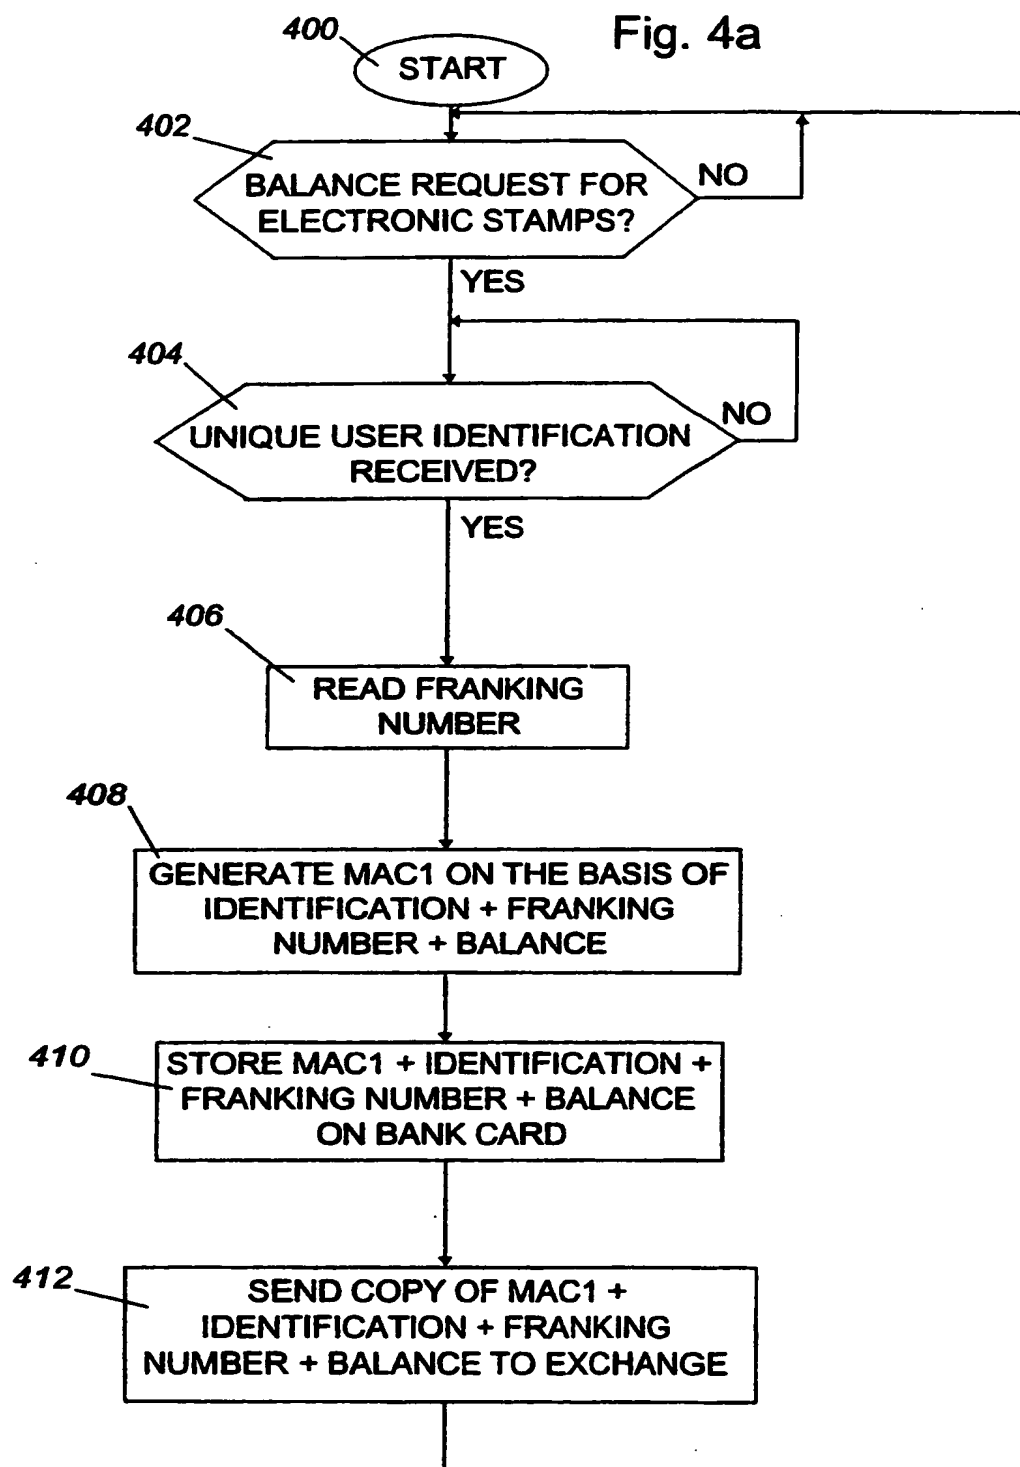 Fig. 4a
400
START
402
BALANCE REQUEST FOR
ELECTRONIC STAMPS?
NO
YES
404
UNIQUE USER IDENTIFICATION
RECEIVED?
NO
YES
406
READ FRANKING
NUMBER
408
GENERATE MAC1 ON THE BASIS OF
IDENTIFICATION + FRANKING
NUMBER + BALANCE
410
STORE MAC1 + IDENTIFICATION +
FRANKING NUMBER + BALANCE
ON BANK CARD
412
SEND COPY OF MAC1 +
IDENTIFICATION + FRANKING
NUMBER + BALANCE TO EXCHANGE